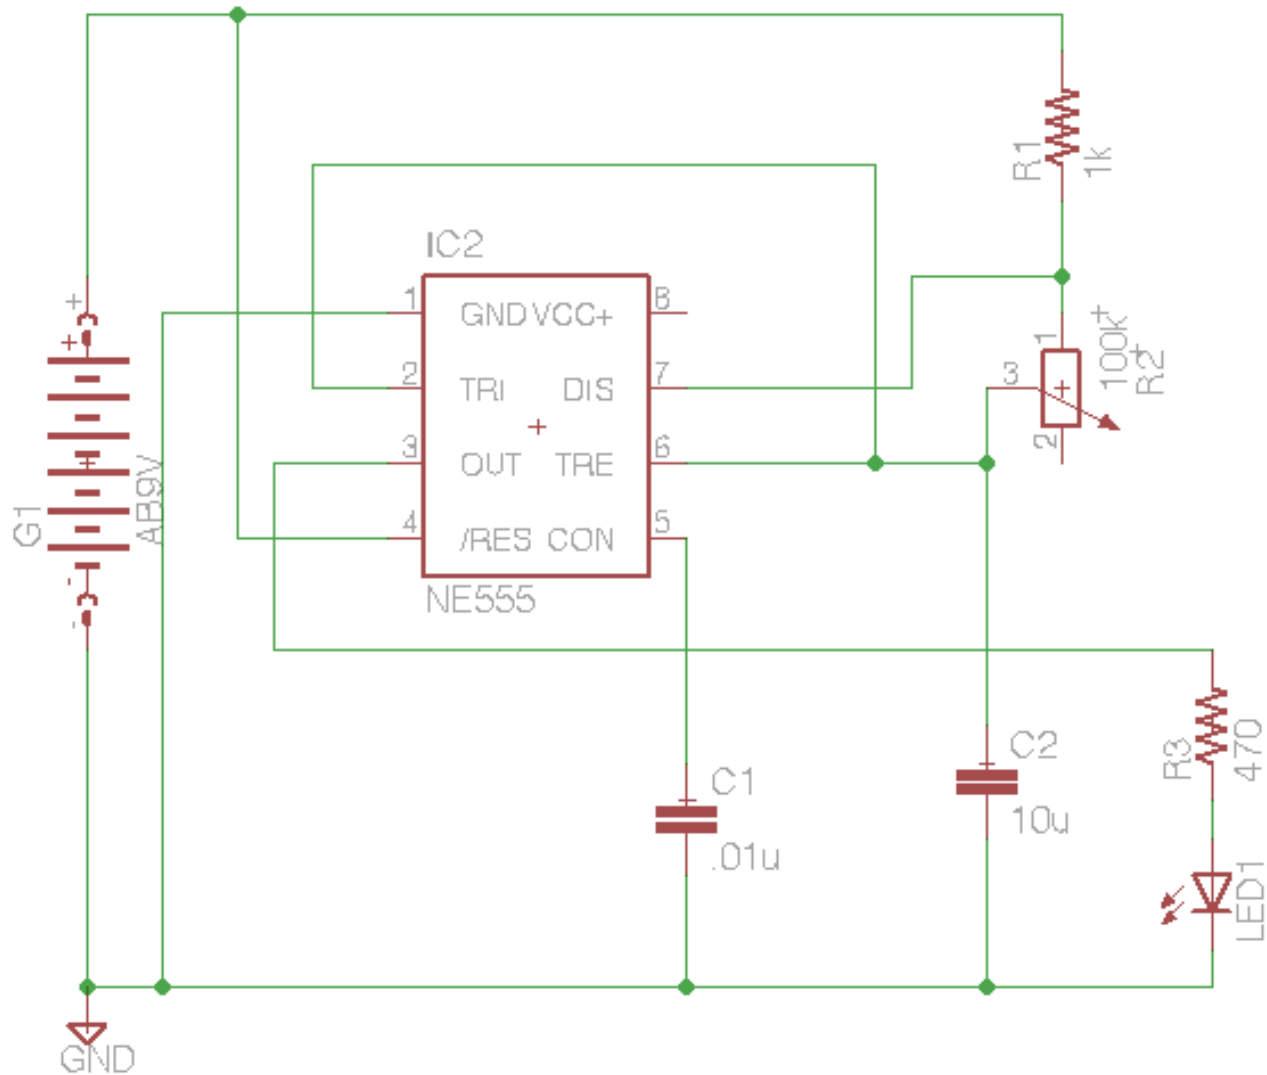 R1
1k
IC2
+
+
1 GND VCC+ 8
2 TRI DIS 7
3 OUT TRE 6
4 /RES CON 5
+
NE555
G1
AB9V
+
-
-
1
3
2
+
+
+
100k
R2
C1
+
.01u
C2
+
10u
R3
470
LED1
GND